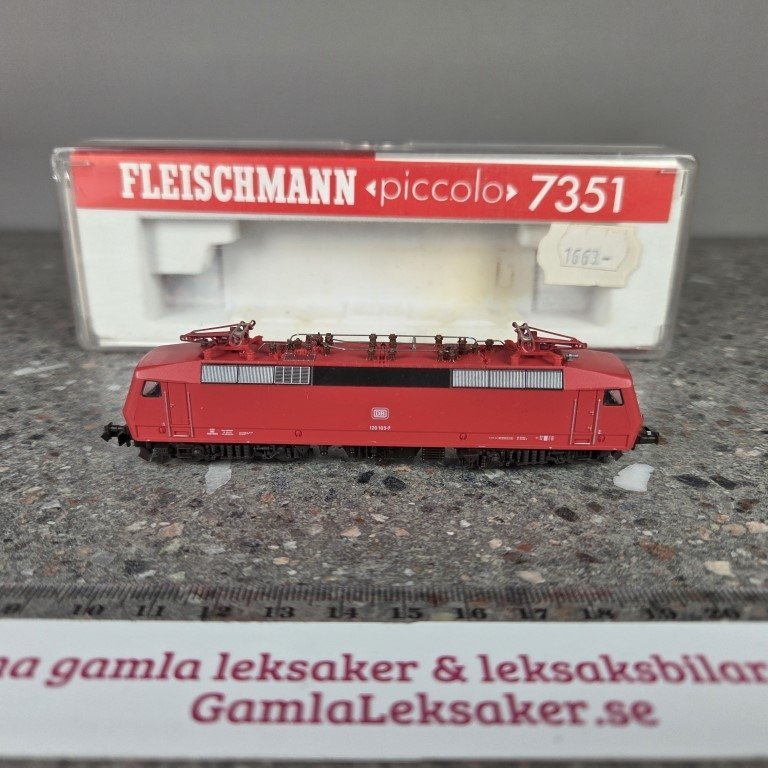 FLEISCHMANN «piccolo» 7351
1663.-
DB
120 103-7
9 10 11 12 13 14 15 16 17 18 19 20
na gamla leksaker & leksaksbilar
GamlaLeksaker.se